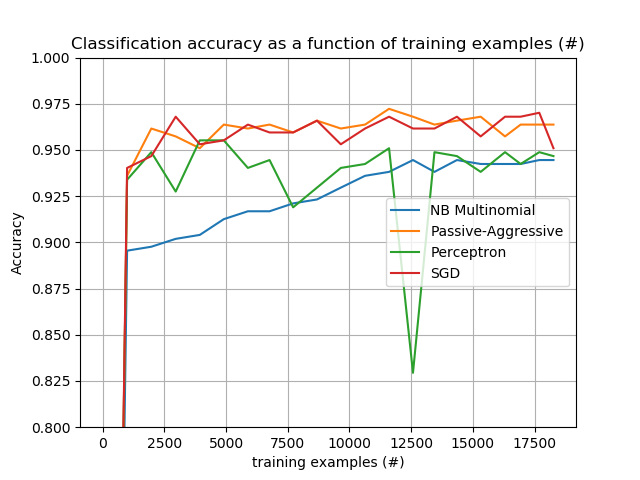 Classification accuracy as a function of training examples (#)
1.000
0.975
0.950
0.925
0.900
0.875
0.850
0.825
0.800
Accuracy
NB Multinomial
Passive-Aggressive
Perceptron
SGD
0 2500 5000 7500 10000 12500 15000 17500
training examples (#)